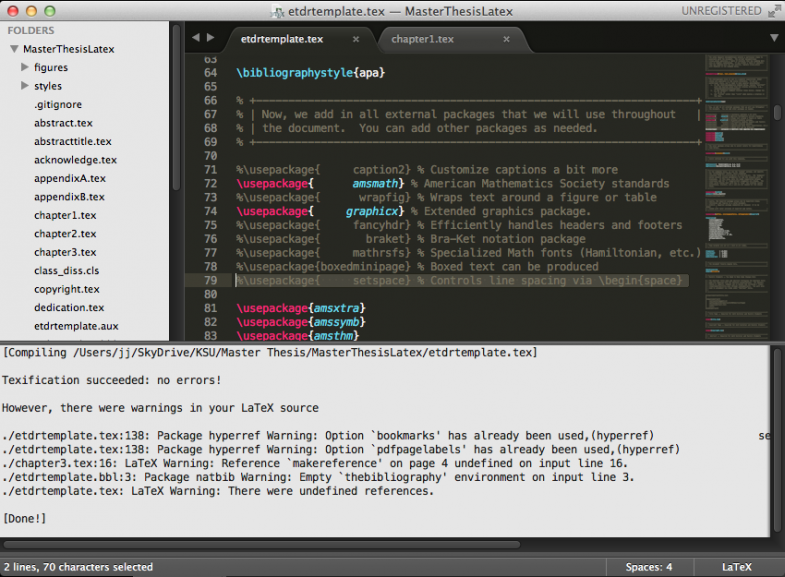 etdrtemplate.tex — MasterThesisLatex
UNREGISTERED
FOLDERS
MasterThesisLatex
figures
styles
.gitignore
abstract.tex
abstracttitle.tex
acknowledge.tex
appendixA.tex
appendixB.tex
chapter1.tex
chapter2.tex
chapter3.tex
class_diss.cls
copyright.tex
dedication.tex
etdrtemplate.aux
etdrtemplate.tex ×
chapter1.tex ×
63
64 \bibliographystyle{apa}
65
66 % +————————————————————+
67 % | Now, we add in all external packages that we will use throughout |
68 % | the document. You can add other packages as needed.
69 % +————————————————————+
70
71 %\usepackage{ caption2} % Customize captions a bit more
72 \usepackage{ amsmath} % American Mathematics Society standards
73 %\usepackage{ wrapfig} % Wraps text around a figure or table
74 \usepackage{ graphicx} % Extended graphics package.
75 %\usepackage{ fancyhdr} % Efficiently handles headers and footers
76 %\usepackage{ braket} % Bra-Ket notation package
77 %\usepackage{ mathrsfs} % Specialized Math fonts (Hamiltonian, etc.)
78 %\usepackage{boxedminipage} % Boxed text can be produced
79 %\usepackage{ setspace} % Controls line spacing via \begin{space}
80
81 \usepackage{amsxtra}
82 \usepackage{amssymb}
83 \usepackage{amsthm}
[Compiling /Users/jj/SkyDrive/KSU/Master Thesis/MasterThesisLatex/etdrtemplate.tex]
Texification succeeded: no errors!
However, there were warnings in your LaTeX source
./etdrtemplate.tex:138: Package hyperref Warning: Option `bookmarks' has already been used,(hyperref) se
./etdrtemplate.tex:138: Package hyperref Warning: Option `pdfpagelabels' has already been used,(hyperref)
./chapter3.tex:16: LaTeX Warning: Reference `makereference' on page 4 undefined on input line 16.
./etdrtemplate.bbl:3: Package natbib Warning: Empty `thebibliography' environment on input line 3.
./etdrtemplate.tex: LaTeX Warning: There were undefined references.
[Done!]
2 lines, 70 characters selected
Spaces: 4
LaTeX